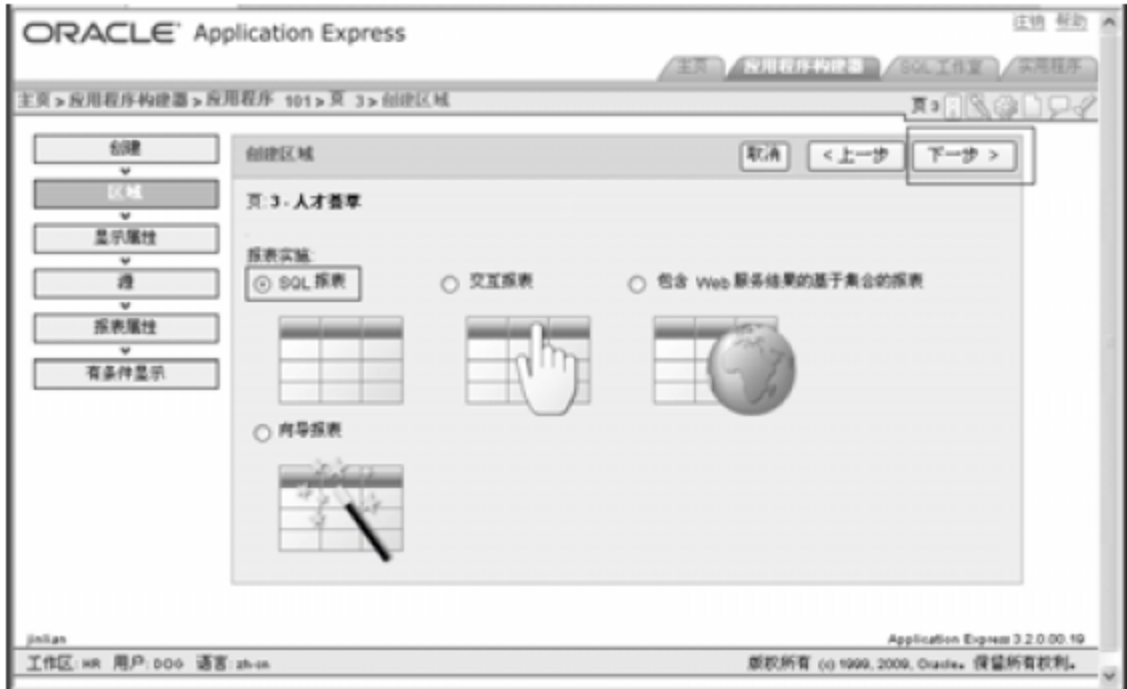 ORACLE Application Express
注销 帮助
主页 应用程序构建器 SQL 工作室 实用程序
主页 > 应用程序构建器 > 应用程序 101 > 页 3 > 创建区域
页 3
创建
区域
显示属性
源
报表属性
有条件显示
创建区域
取消
< 上一步
下一步 >
页: 3 - 人才荟萃
报表实施:
SQL 报表
交互报表
包含 Web 服务结果的基于集合的报表
向导报表
jinlian
Application Express 3.2.0.00.19
工作区: HR 用户: DOG 语言: zh-cn
版权所有 (c) 1999, 2009, Oracle。保留所有权利。